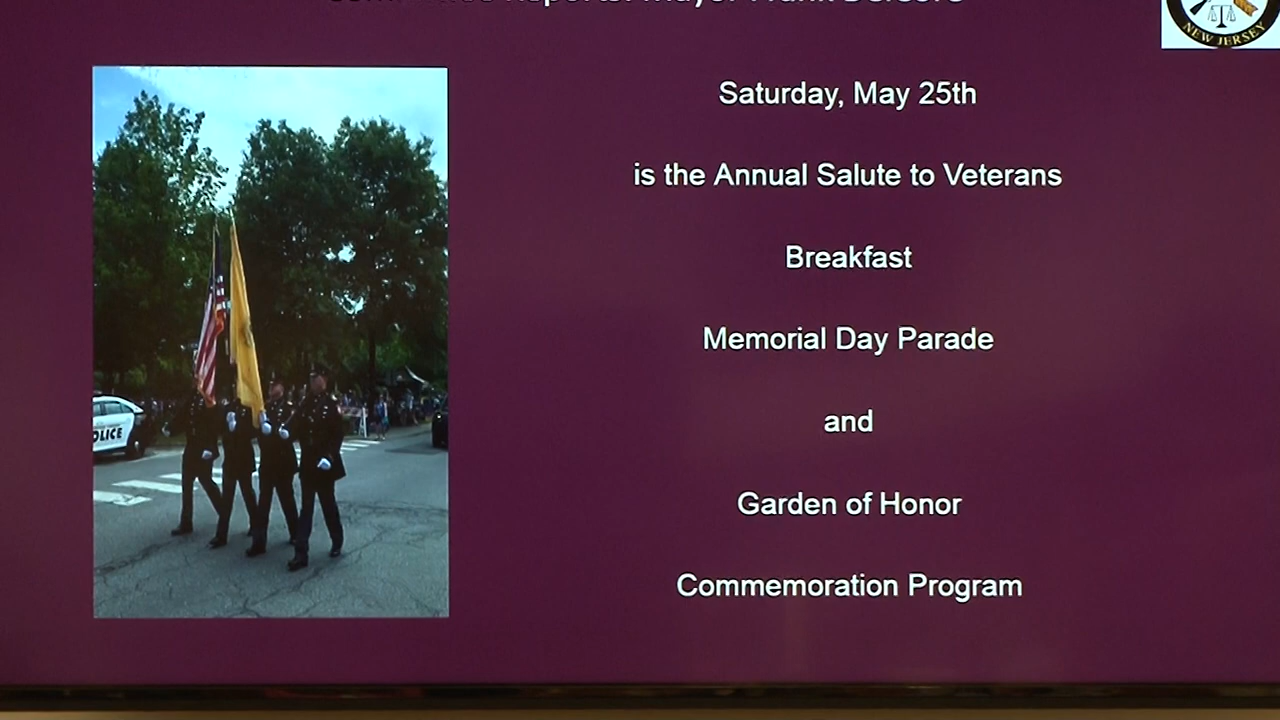 Saturday, May 25th
is the Annual Salute to Veterans
Breakfast
Memorial Day Parade
and
Garden of Honor
Commemoration Program
NEW JERSEY
OLICE